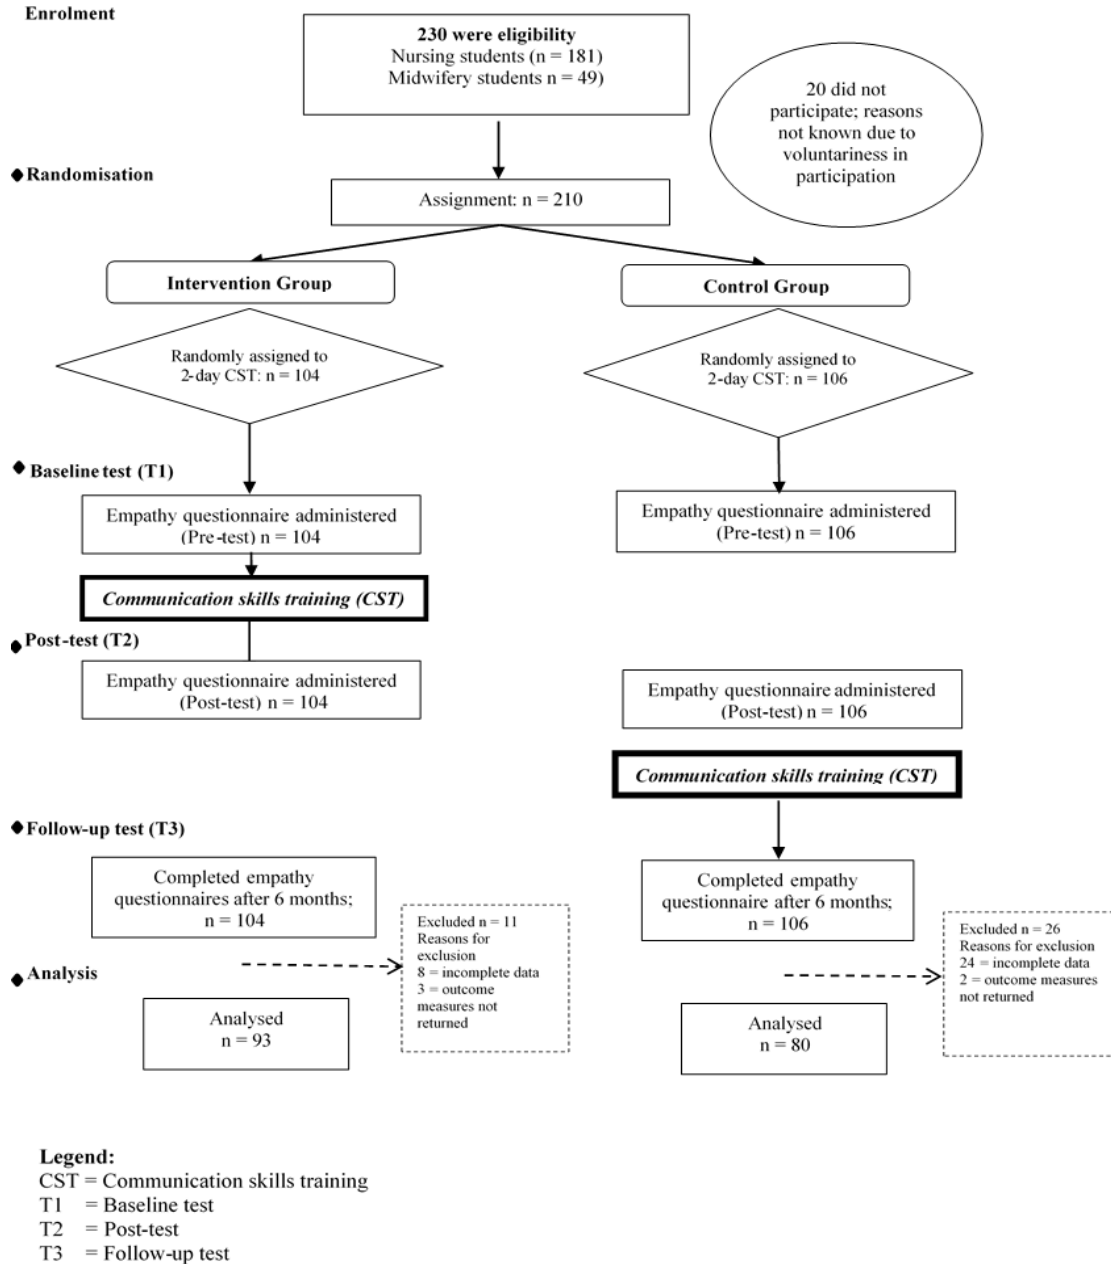 Enrolment
230 were eligibility
Nursing students (n = 181)
Midwifery students n = 49)
20 did not
participate; reasons
not known due to
voluntariness in
participation
Randomisation
Assignment: n = 210
Intervention Group
Control Group
Randomly assigned to
2-day CST: n = 104
Randomly assigned to
2-day CST: n = 106
Baseline test (T1)
Empathy questionnaire administered
(Pre-test) n = 104
Empathy questionnaire administered
(Pre-test) n = 106
Communication skills training (CST)
Post-test (T2)
Empathy questionnaire administered
(Post-test) n = 104
Empathy questionnaire administered
(Post-test) n = 106
Communication skills training (CST)
Follow-up test (T3)
Completed empathy
questionnaires after 6 months;
n = 104
Completed empathy
questionnaire after 6 months;
n = 106
Excluded n = 11
Reasons for
exclusion
8 = incomplete data
3 = outcome
measures not
returned
Excluded n = 26
Reasons for exclusion
24 = incomplete data
2 = outcome measures
not returned
Analysis
Analysed
n = 93
Analysed
n = 80
Legend:
CST = Communication skills training
T1 = Baseline test
T2 = Post-test
T3 = Follow-up test